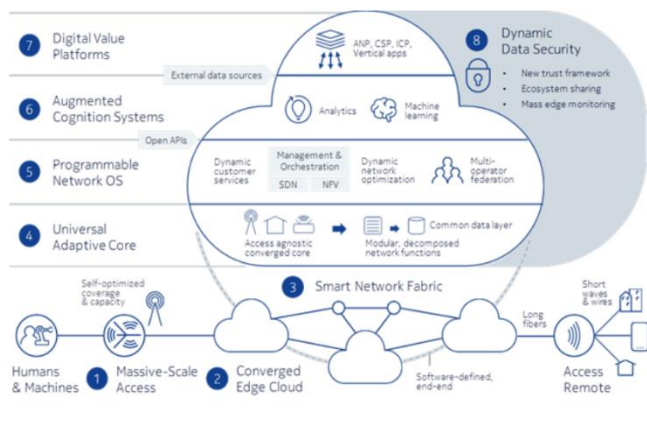 7
Digital Value
Platforms
ANP, CSP, ICP,
Vertical apps
8
Dynamic
Data Security
• New trust framework
• Ecosystem sharing
• Mass edge monitoring
External data sources
6
Augmented
Cognition Systems
Analytics
Machine
learning
Open APIs
5
Programmable
Network OS
Dynamic
customer
services
Management &
Orchestration
SDN
NFV
Dynamic
network
optimization
Multi-
operator
federation
4
Universal
Adaptive Core
Access agnostic
converged core
Modular, decomposed
network functions
Common data layer
3
Smart Network Fabric
Self-optimized
coverage
& capacity
Short
waves
& wires
Long
fibers
Humans
& Machines
1
Massive-Scale
Access
2
Converged
Edge Cloud
Software-defined,
end-end
Access
Remote